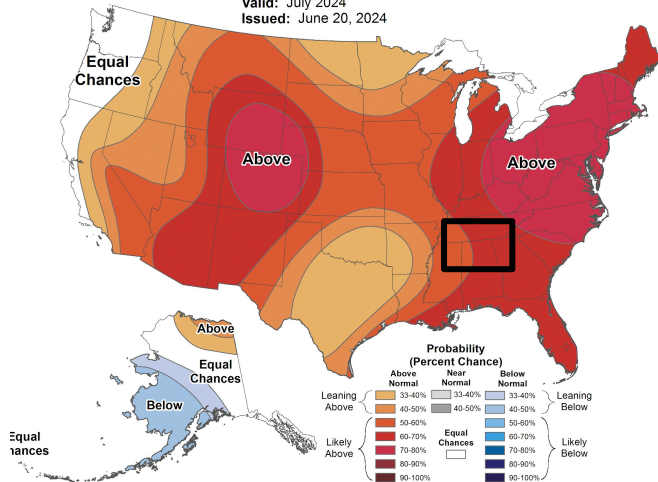 Valid: July 2024
Issued: June 20, 2024
Equal
Chances
Above
Above
Above
Equal
Chances
Below
Equal
hances
Probability
(Percent Chance)
Above
Normal
Near
Normal
Below
Normal
Leaning
Above
33-40%
33-40%
33-40%
Leaning
Below
40-50%
40-50%
40-50%
Likely
Above
50-60%
60-70%
70-80%
80-90%
90-100%
Equal
Chances
50-60%
60-70%
70-80%
80-90%
90-100%
Likely
Below